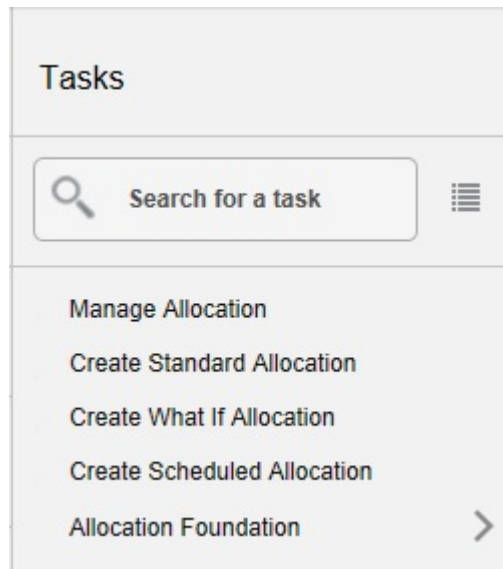 Tasks
Search for a task
Manage Allocation
Create Standard Allocation
Create What If Allocation
Create Scheduled Allocation
Allocation Foundation